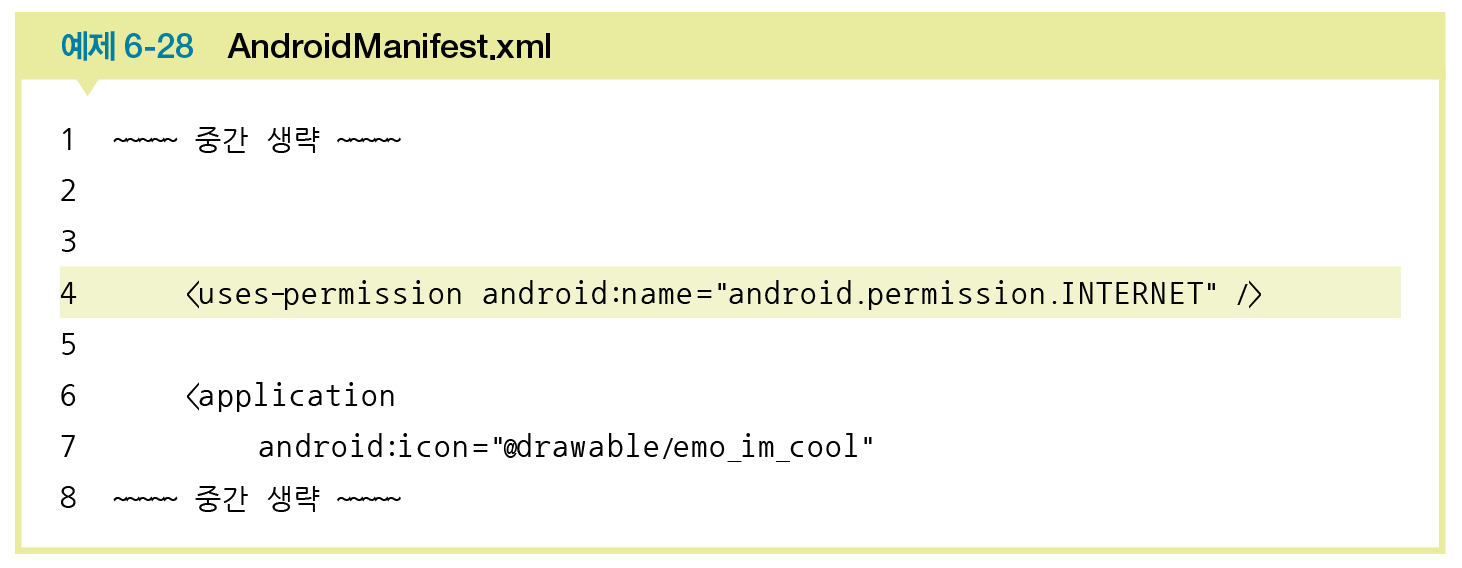 예제 6-28 AndroidManifest.xml
1 ~~~~~ 중간 생략 ~~~~~
2
3
4 <uses-permission android:name="android.permission.INTERNET" />
5
6 <application
7 android:icon="@drawable/emo_im_cool"
8 ~~~~~ 중간 생략 ~~~~~